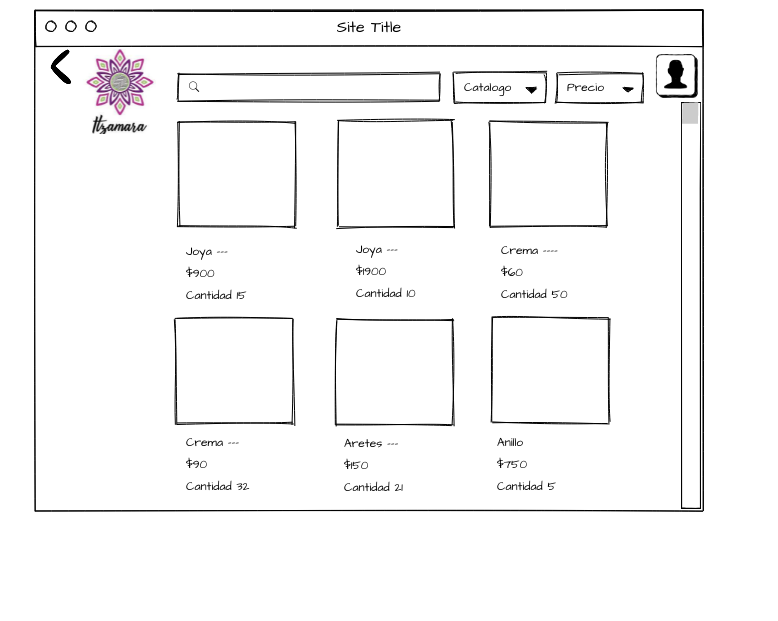 Site Title
Itzamara
Catalogo
Precio
Joya ---
$900
Cantidad 15
Joya ---
$1900
Cantidad 10
Crema ----
$60
Cantidad 50
Crema ---
$90
Cantidad 32
Aretes ---
$150
Cantidad 21
Anillo
$750
Cantidad 5